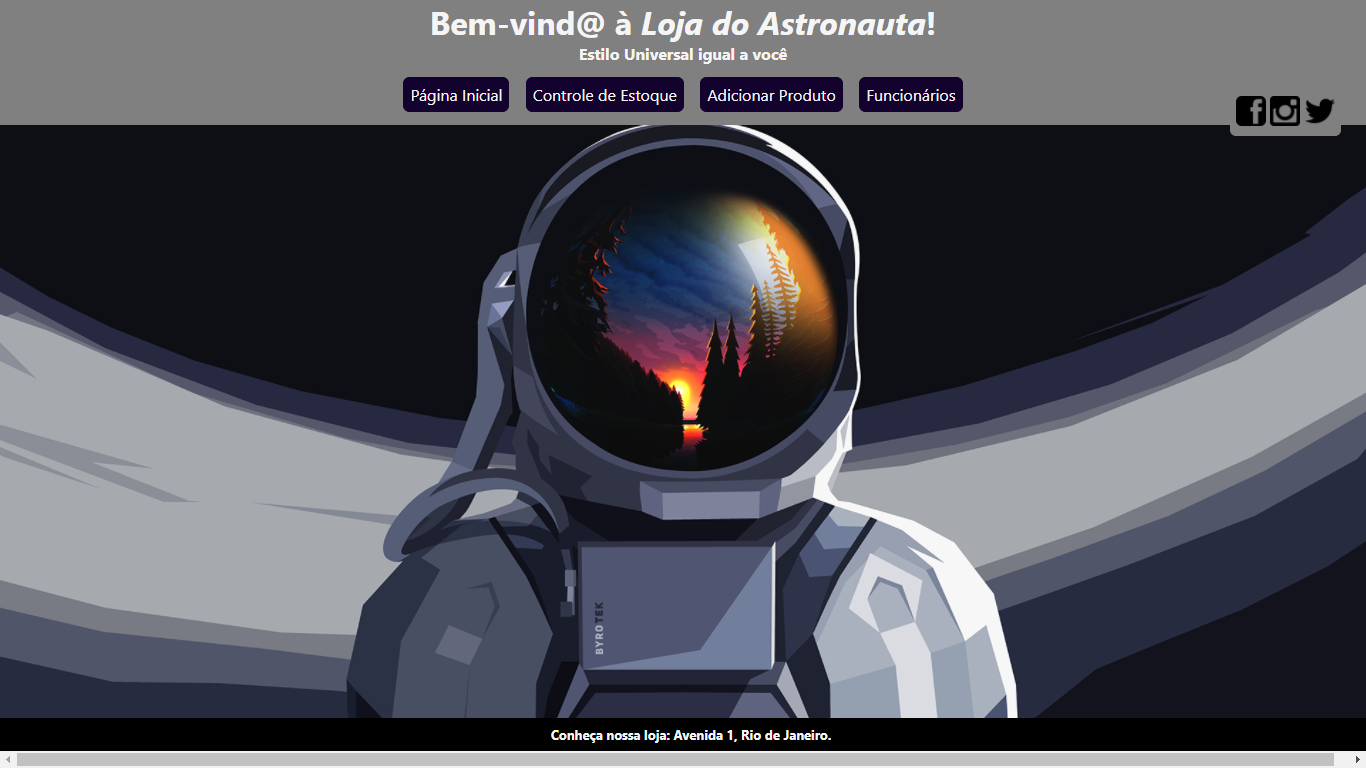 Bem-vind@ à Loja do Astronauta!
Estilo Universal igual a você
Página Inicial
Controle de Estoque
Adicionar Produto
Funcionários
BYROTEK
Conheça nossa loja: Avenida 1, Rio de Janeiro.